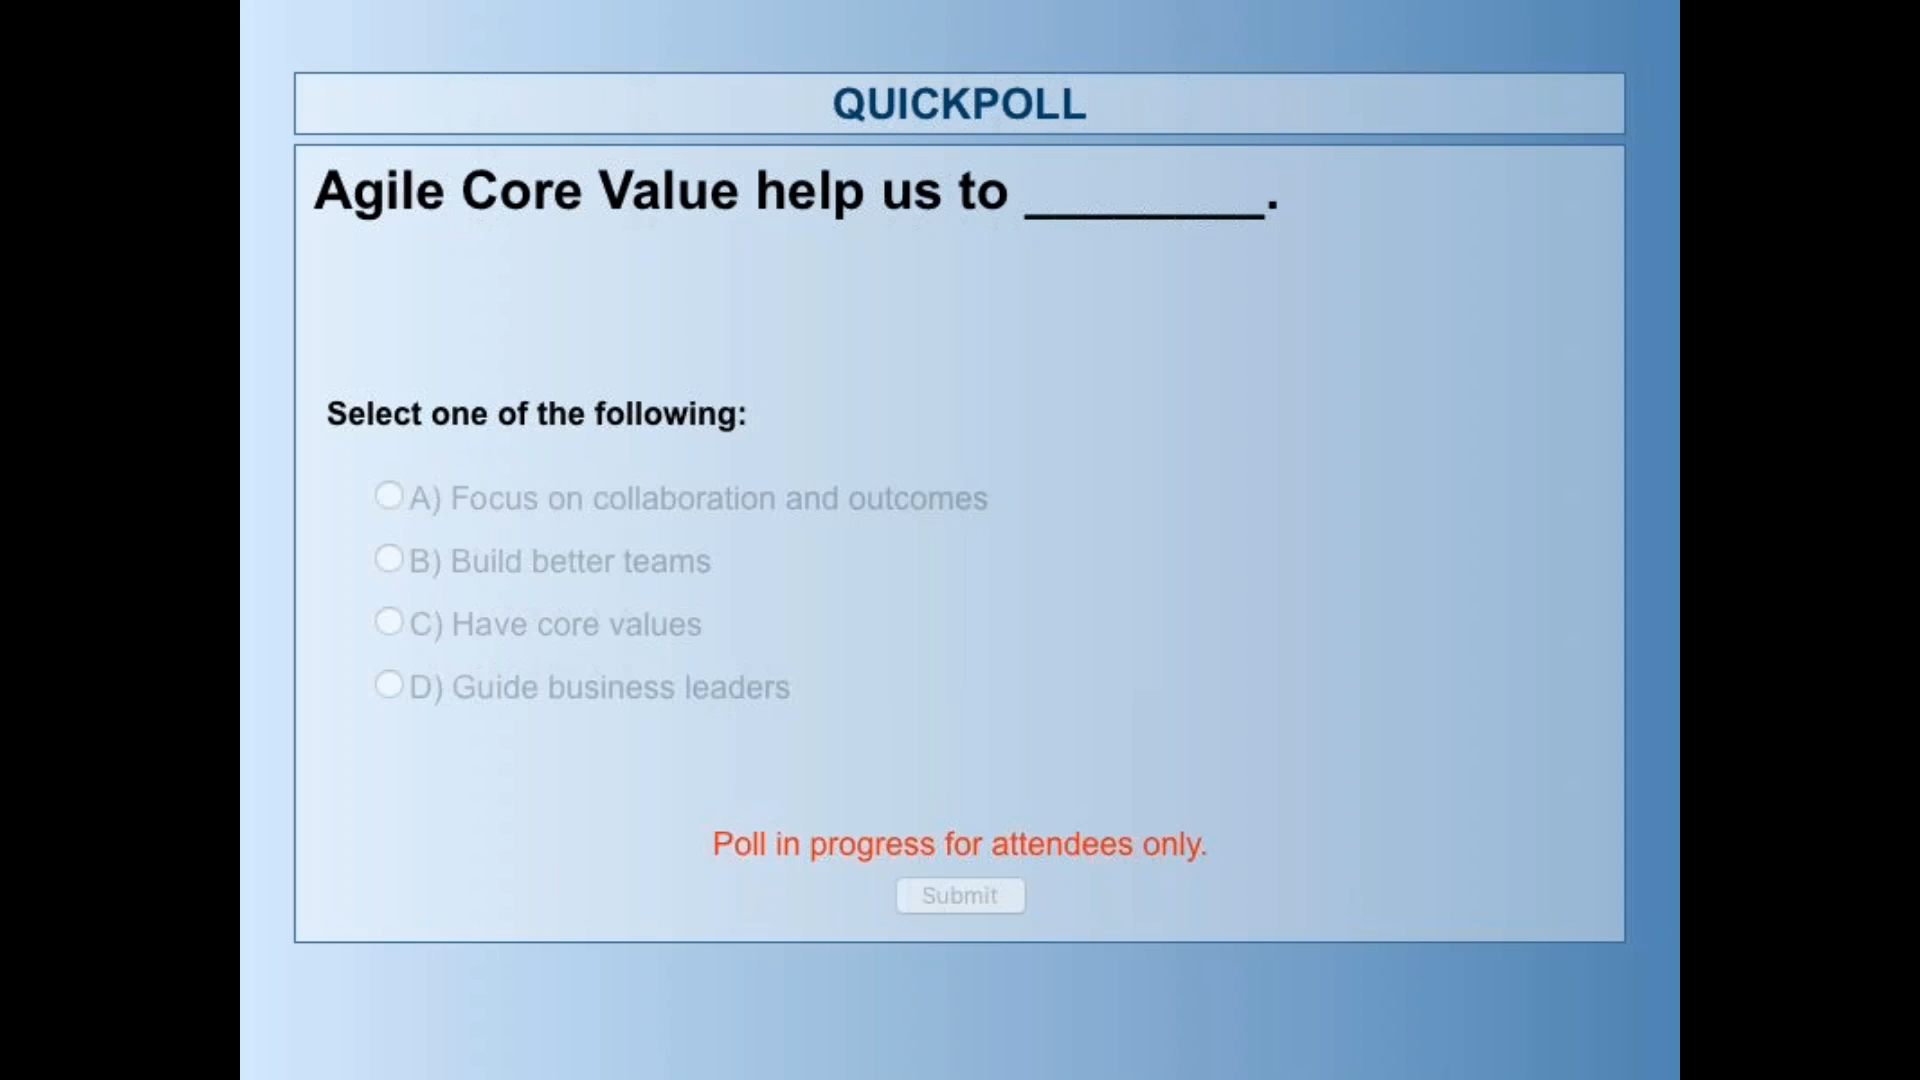 QUICKPOLL
Agile Core Value help us to ________.
Select one of the following:
A) Focus on collaboration and outcomes
B) Build better teams
C) Have core values
D) Guide business leaders
Poll in progress for attendees only.
Submit